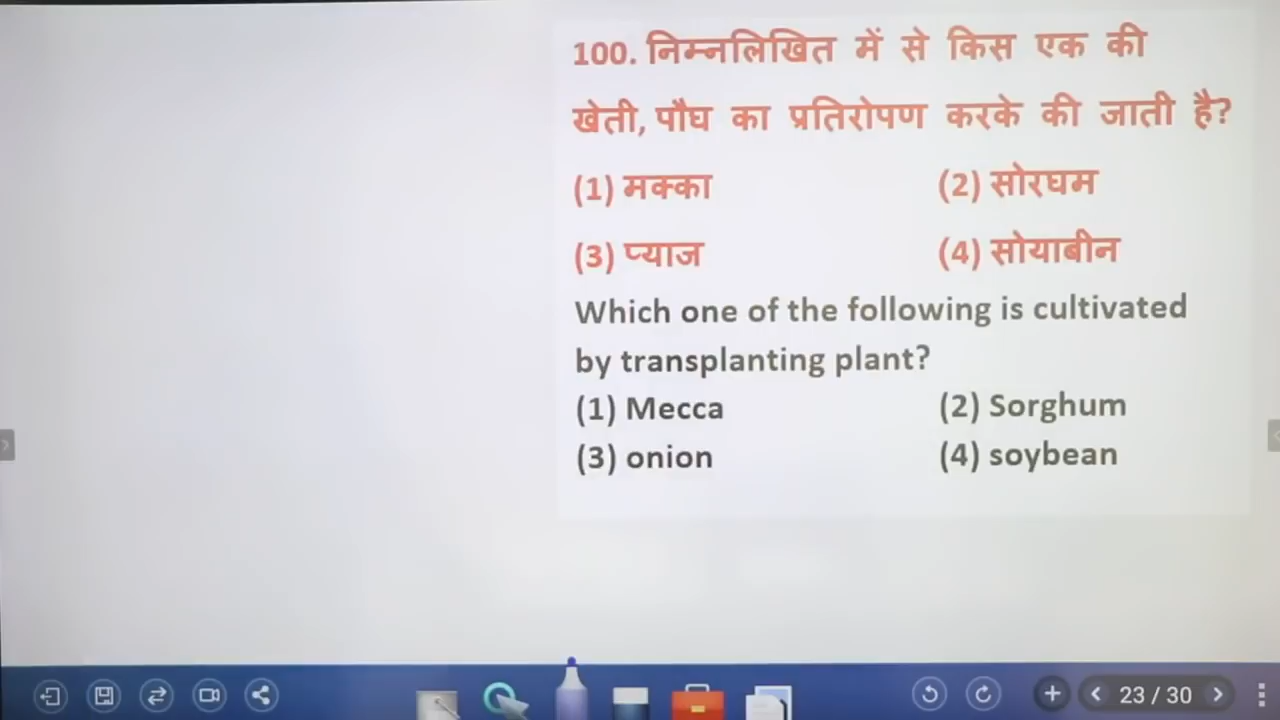 100. निम्नलिखित में से किस एक की
खेती, पौघ का प्रतिरोपण करके की जाती है?
(1) मक्का (2) सोरघम
(3) प्याज (4) सोयाबीन
Which one of the following is cultivated
by transplanting plant?
(1) Mecca (2) Sorghum
(3) onion (4) soybean
23 / 30